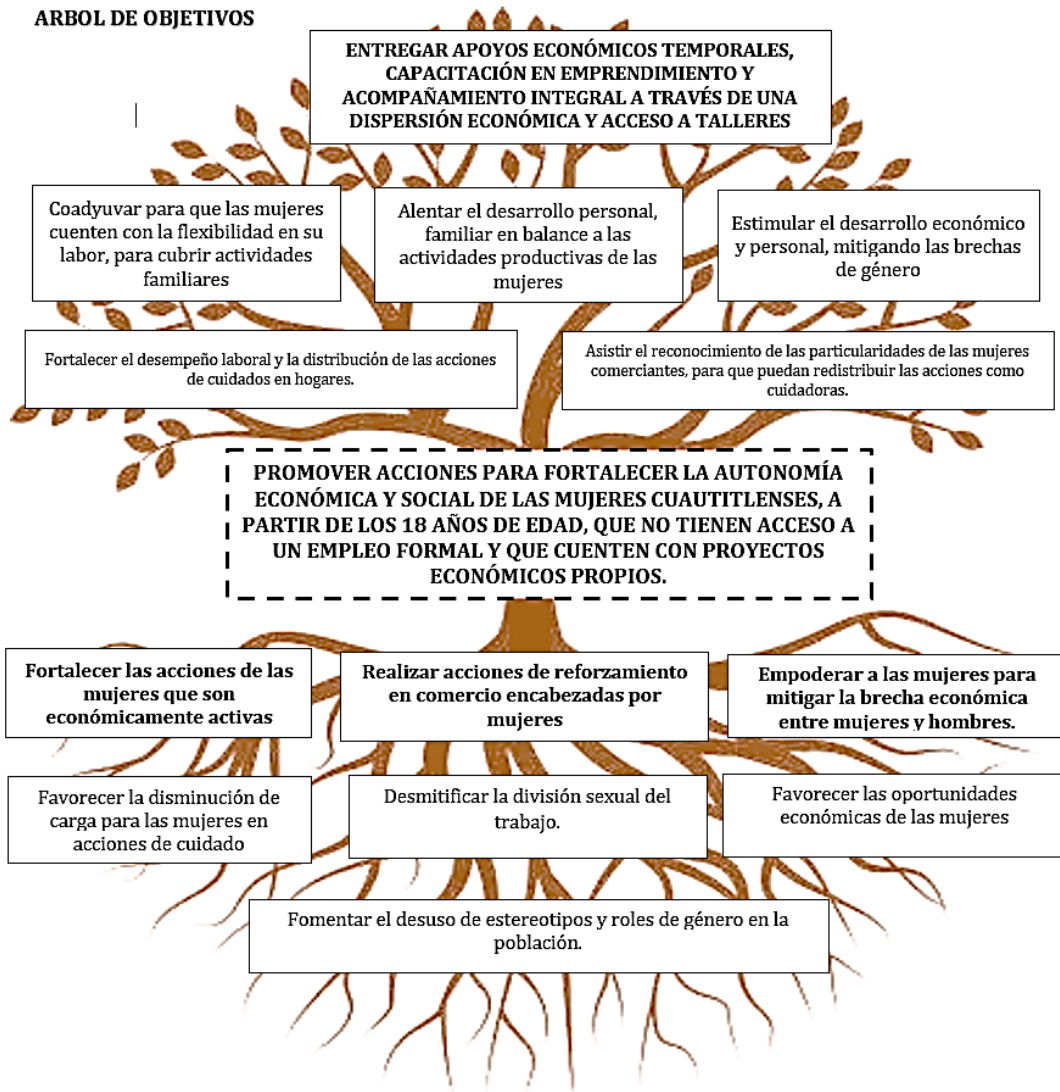 ARBOL DE OBJETIVOS
ENTREGAR APOYOS ECONÓMICOS TEMPORALES,
CAPACITACIÓN EN EMPRENDIMIENTO Y
ACOMPAÑAMIENTO INTEGRAL A TRAVÉS DE UNA
DISPERSIÓN ECONÓMICA Y ACCESO A TALLERES
Coadyuvar para que las mujeres
cuenten con la flexibilidad en su
labor, para cubrir actividades
familiares
Alentar el desarrollo personal,
familiar en balance a las
actividades productivas de las
mujeres
Estimular el desarrollo económico
y personal, mitigando las brechas
de género
Fortalecer el desempeño laboral y la distribución de las acciones
de cuidados en hogares.
Asistir el reconocimiento de las particularidades de las mujeres
comerciantes, para que puedan redistribuir las acciones como
cuidadoras.
PROMOVER ACCIONES PARA FORTALECER LA AUTONOMÍA
ECONÓMICA Y SOCIAL DE LAS MUJERES CUAUTITLENSES, A
PARTIR DE LOS 18 AÑOS DE EDAD, QUE NO TIENEN ACCESO A
UN EMPLEO FORMAL Y QUE CUENTEN CON PROYECTOS
ECONÓMICOS PROPIOS.
Fortalecer las acciones de las
mujeres que son
económicamente activas
Realizar acciones de reforzamiento
en comercio encabezadas por
mujeres
Empoderar a las mujeres para
mitigar la brecha económica
entre mujeres y hombres.
Favorecer la disminución de
carga para las mujeres en
acciones de cuidado
Desmitificar la división sexual del
trabajo.
Favorecer las oportunidades
económicas de las mujeres
Fomentar el desuso de estereotipos y roles de género en la
población.